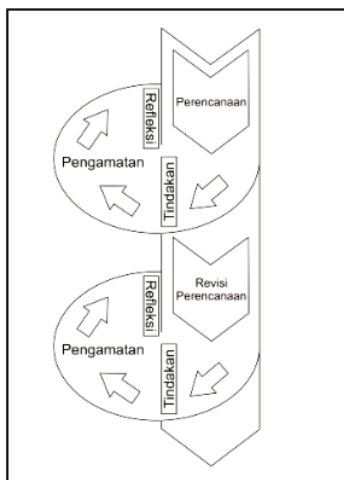 Perencanaan
Refleksi
Pengamatan
Tindakan
Revisi
Perencanaan
Refleksi
Pengamatan
Tindakan